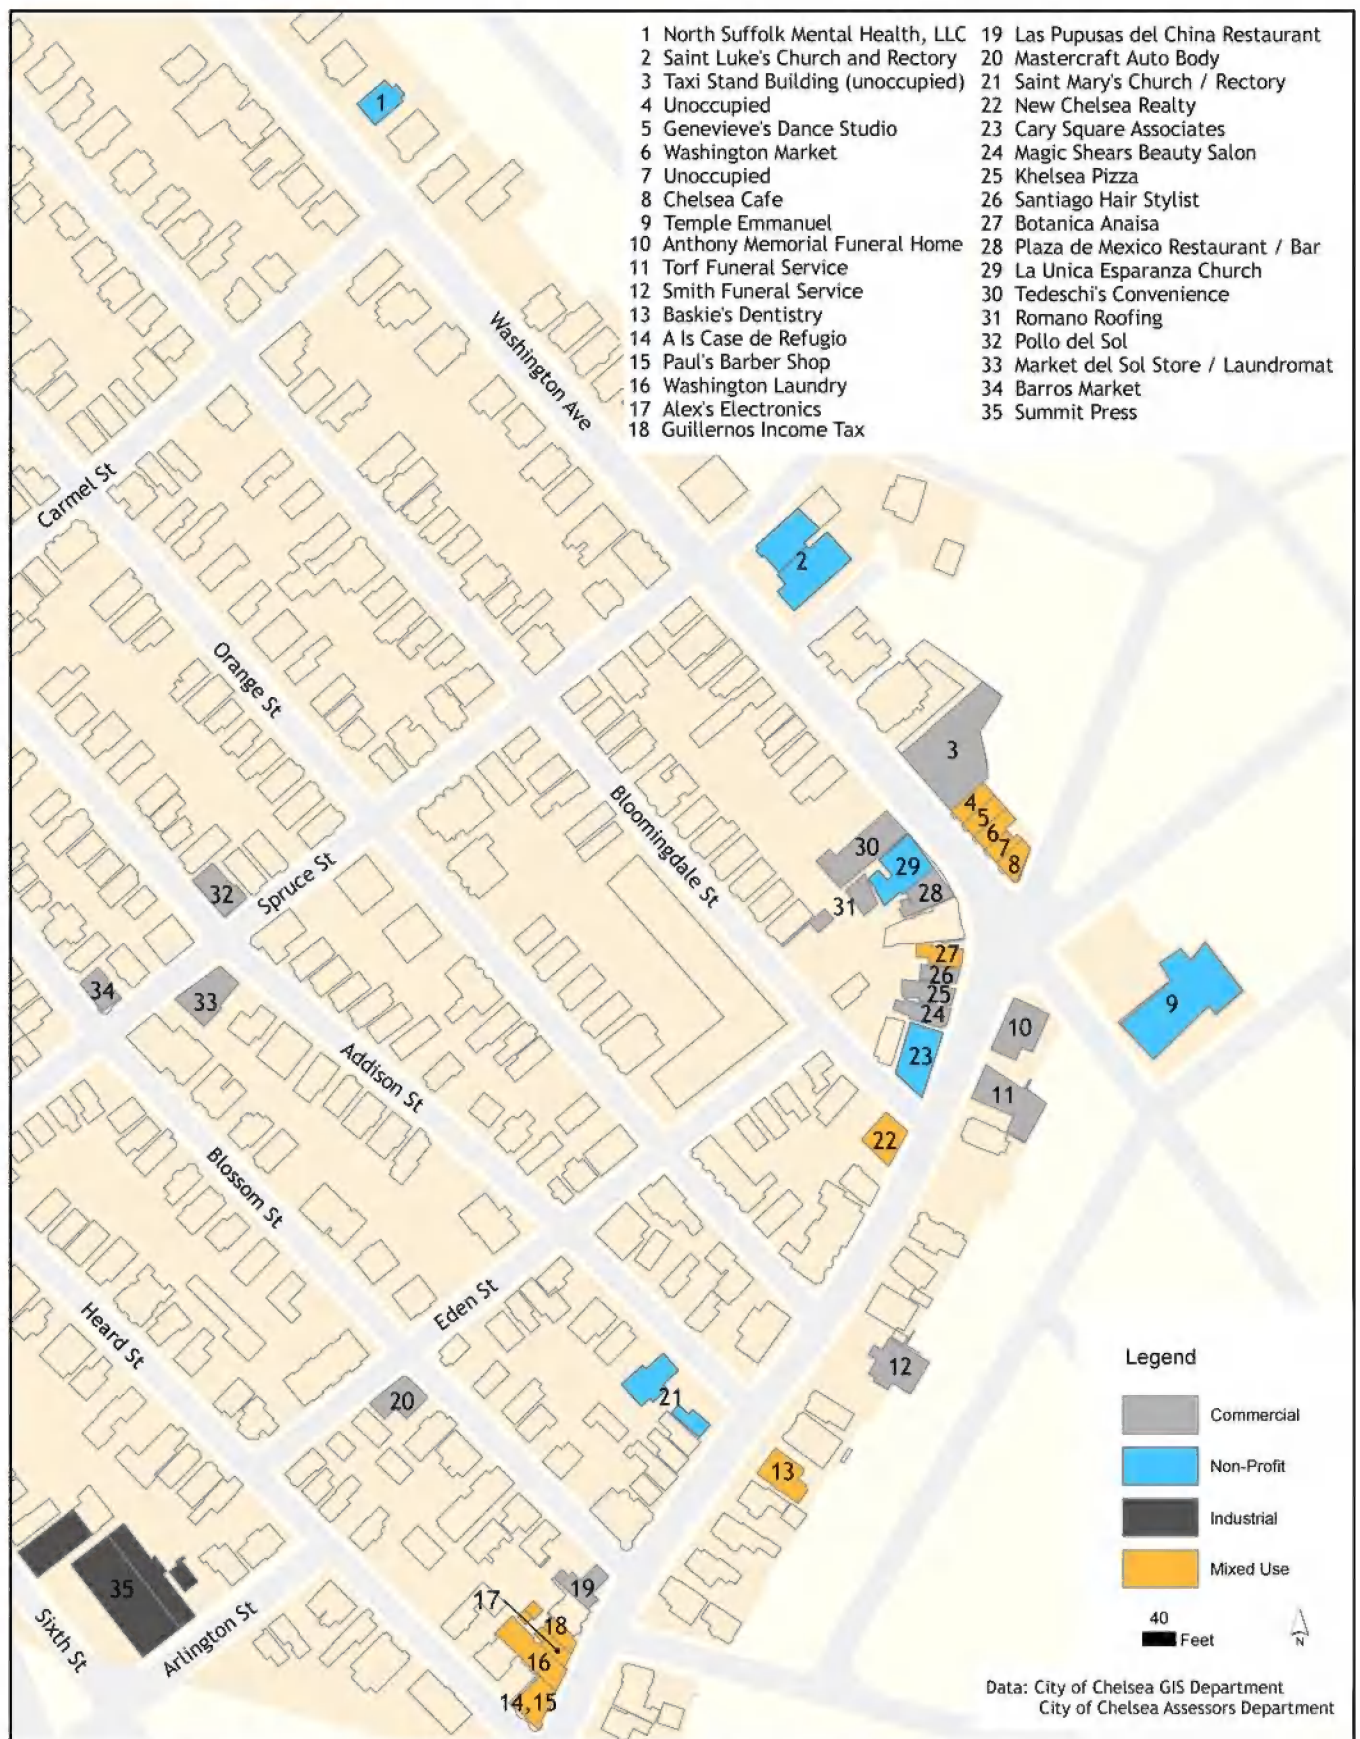 1 North Suffolk Mental Health, LLC
2 Saint Luke's Church and Rectory
3 Taxi Stand Building (unoccupied)
4 Unoccupied
5 Genevieve's Dance Studio
6 Washington Market
7 Unoccupied
8 Chelsea Cafe
9 Temple Emmanuel
10 Anthony Memorial Funeral Home
11 Torf Funeral Service
12 Smith Funeral Service
13 Baskie's Dentistry
14 A Is Case de Refugio
15 Paul's Barber Shop
16 Washington Laundry
17 Alex's Electronics
18 Guillernos Income Tax
19 Las Pupusas del China Restaurant
20 Mastercraft Auto Body
21 Saint Mary's Church / Rectory
22 New Chelsea Realty
23 Cary Square Associates
24 Magic Shears Beauty Salon
25 Khelsea Pizza
26 Santiago Hair Stylist
27 Botanica Anaisa
28 Plaza de Mexico Restaurant / Bar
29 La Unica Esparanza Church
30 Tedeschi's Convenience
31 Romano Roofing
32 Pollo del Sol
33 Market del Sol Store / Laundromat
34 Barros Market
35 Summit Press
1
Washington Ave
Carmel St
2
Orange St
3
4
5
6
7
8
Bloomingdale St
30
29
28
31
32
Spruce St
27
26
25
24
23
34
33
9
10
11
Addison St
22
Blossom St
Eden St
Heard St
12
20
21
13
35
19
17
18
16
14,15
Sixth St
Arlington St
Legend
Commercial
Non-Profit
Industrial
Mixed Use
40
Feet
N
Data: City of Chelsea GIS Department
City of Chelsea Assessors Department